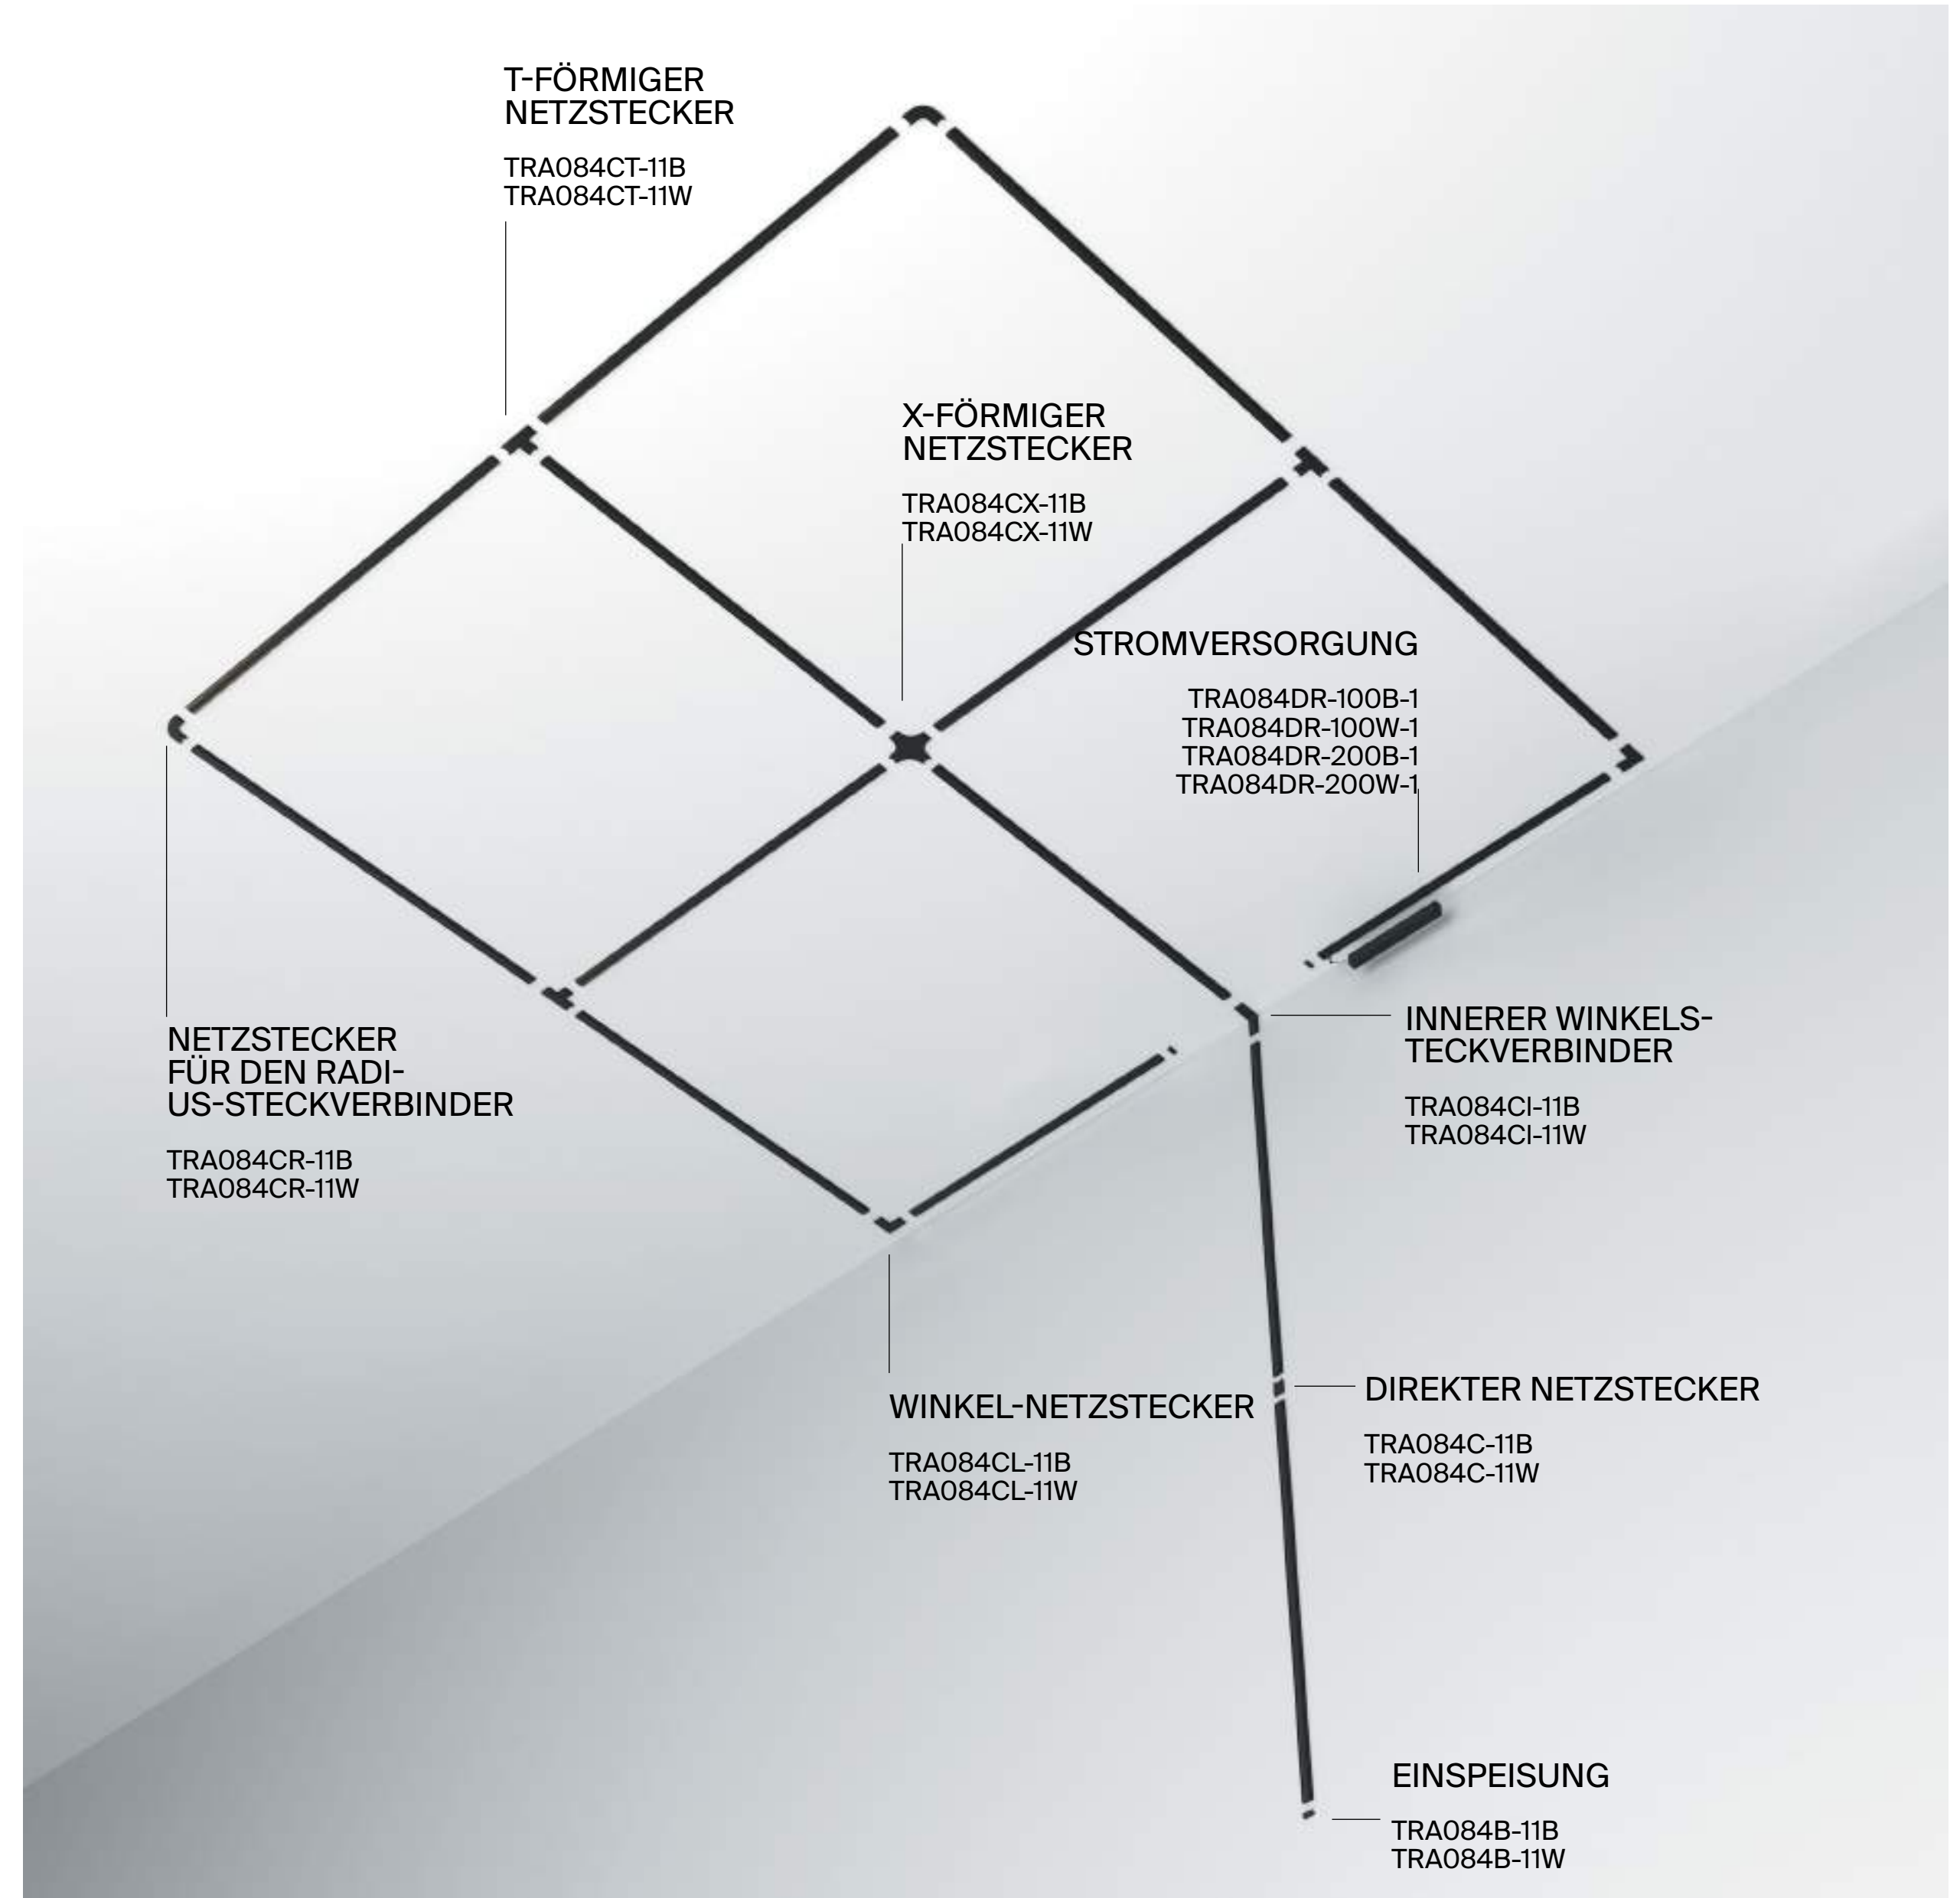 T-FÖRMIGER
NETZSTECKER
TRA084CT-11B
TRA084CT-11W
X-FÖRMIGER
NETZSTECKER
TRA084CX-11B
TRA084CX-11W
STROMVERSORGUNG
TRA084DR-100B-1
TRA084DR-100W-1
TRA084DR-200B-1
TRA084DR-200W-1
NETZSTECKER
FÜR DEN RADI-
US-STECKVERBINDER
TRA084CR-11B
TRA084CR-11W
INNERER WINKELS-
TECKVERBINDER
TRA084CI-11B
TRA084CI-11W
WINKEL-NETZSTECKER
TRA084CL-11B
TRA084CL-11W
DIREKTER NETZSTECKER
TRA084C-11B
TRA084C-11W
EINSPEISUNG
TRA084B-11B
TRA084B-11W